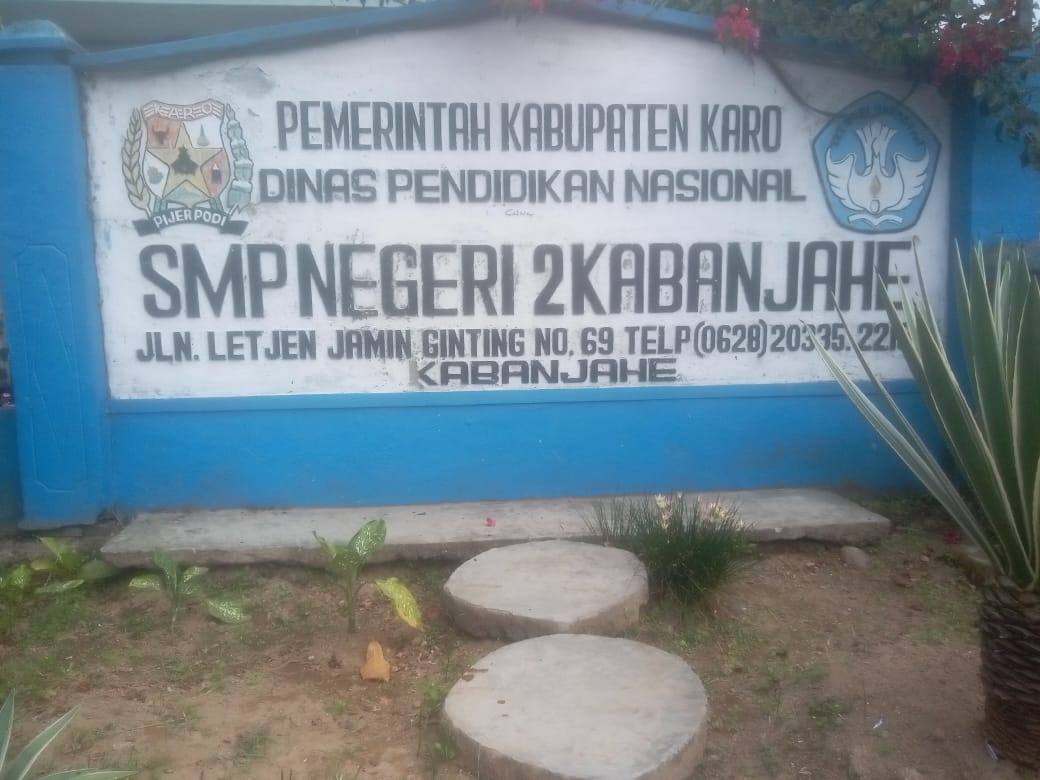 KARO
PIJER PODI
PEMERINTAH KABUPATEN KARO
DINAS PENDIDIKAN NASIONAL
SMP NEGERI 2 KABANJAHE
JLN. LETJEN JAMIN GINTING NO. 69 TELP (0628)
KABANJAHE